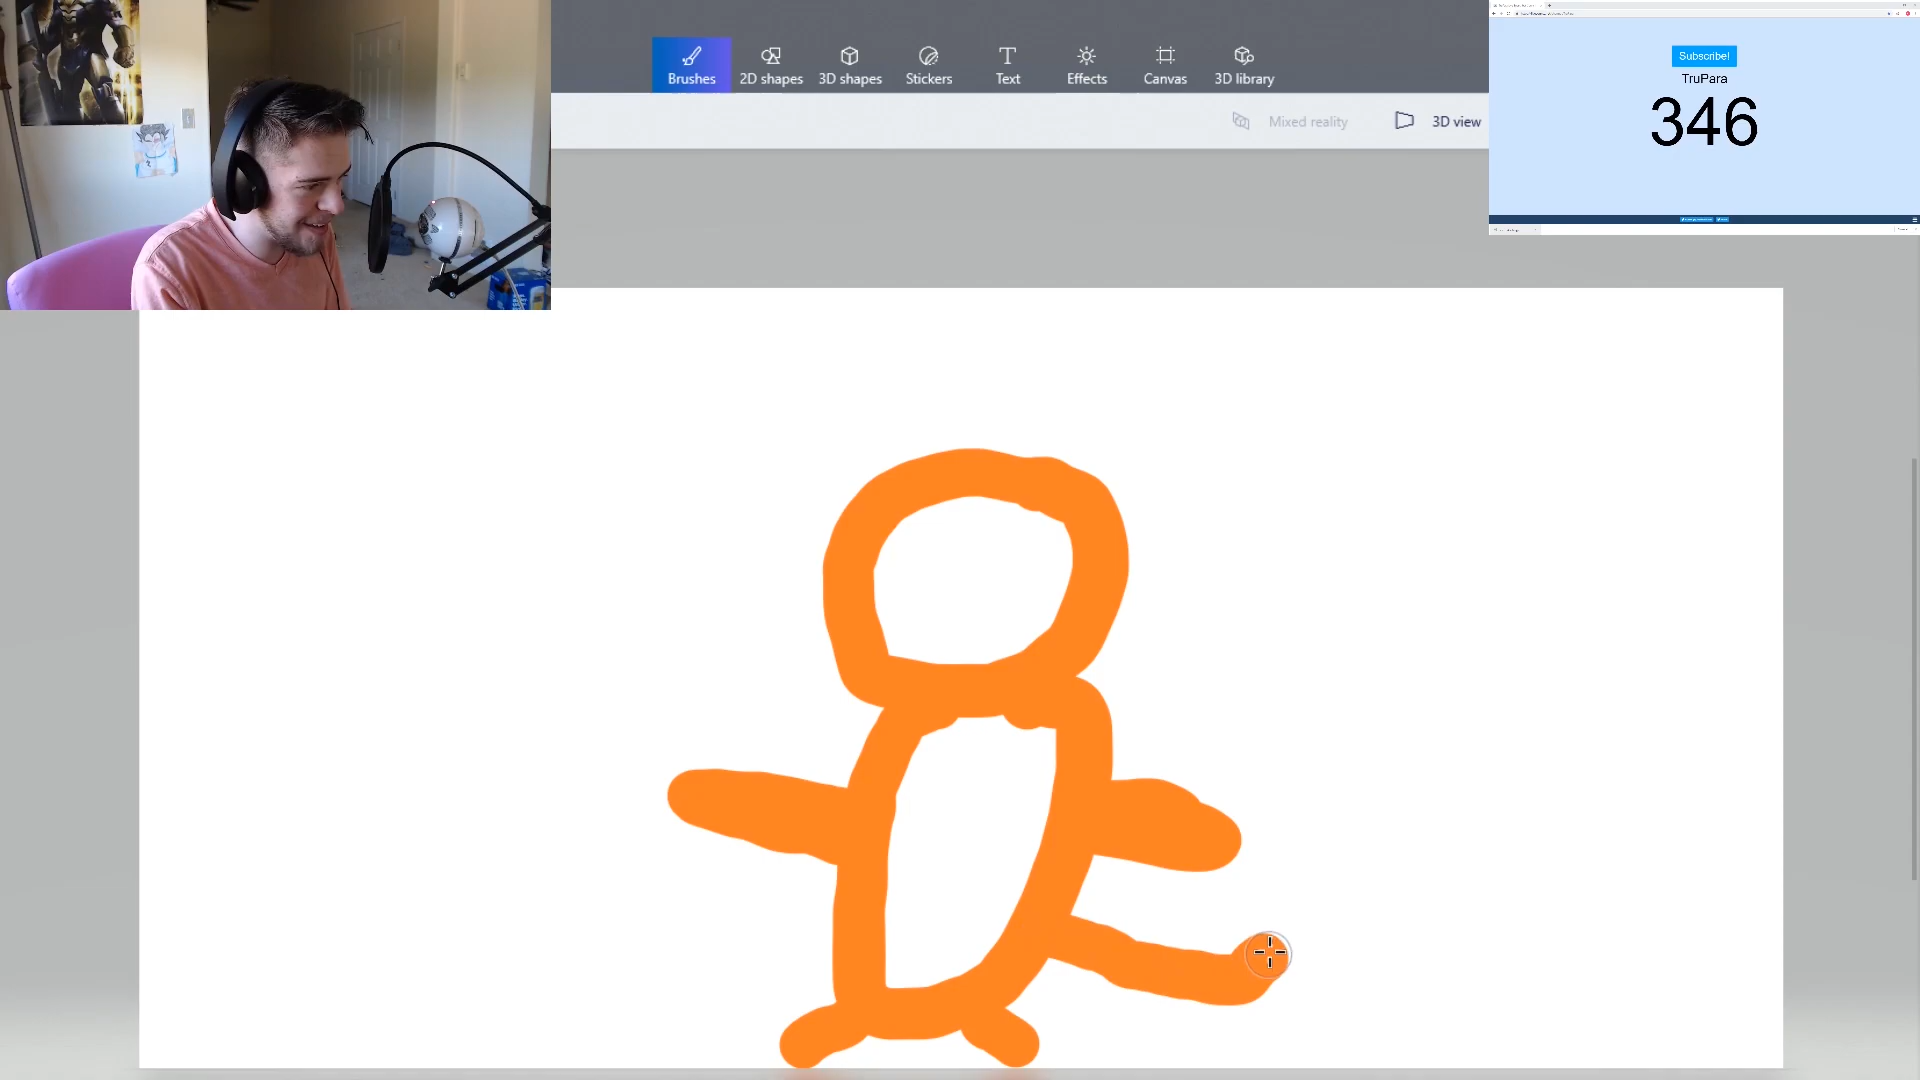 Brushes
2D shapes
3D shapes
Stickers
Text
Effects
Canvas
3D library
Mixed reality
3D view
Subscribe!
TruPara
346